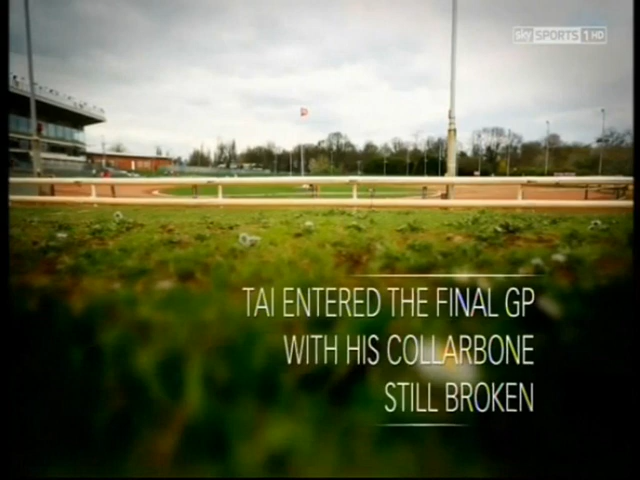 sky SPORTS 1 HD
TAI ENTERED THE FINAL GP
WITH HIS COLLARBONE
STILL BROKEN